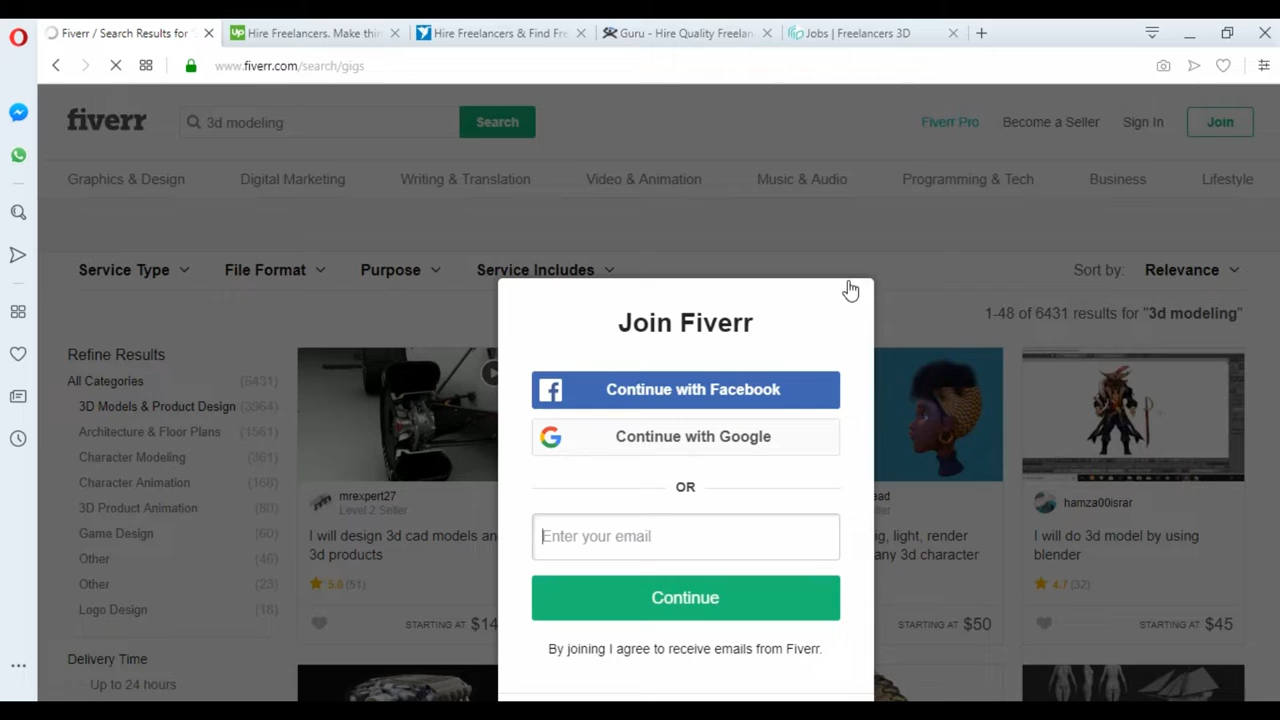 Fiverr / Search Results for '
Hire Freelancers. Make thin
Hire Freelancers & Find Fre
Guru - Hire Quality Freelan
Jobs | Freelancers 3D
www.fiverr.com/search/gigs
fiverr
3d modeling
Search
Fiverr Pro
Become a Seller
Sign In
Join
Graphics & Design
Digital Marketing
Writing & Translation
Video & Animation
Music & Audio
Programming & Tech
Business
Lifestyle
Service Type
File Format
Purpose
Service Includes
Sort by:
Relevance
1-48 of 6431 results for "3d modeling"
Join Fiverr
Continue with Facebook
Continue with Google
OR
Enter your email
Continue
By joining I agree to receive emails from Fiverr.
Refine Results
All Categories (6431)
3D Models & Product Design (3964)
Architecture & Floor Plans (1561)
Character Modeling (361)
Character Animation (168)
3D Product Animation (80)
Game Design (60)
Other (46)
Other (23)
Logo Design (18)
Delivery Time
Up to 24 hours
mrexpert27
Level 2 Seller
I will design 3d cad models an
3d products
5.0 (51)
STARTING AT $14
ead
ller
ig, light, render
any 3d character
STARTING AT $50
hamza00israr
I will do 3d model by using
blender
4.7 (32)
STARTING AT $45